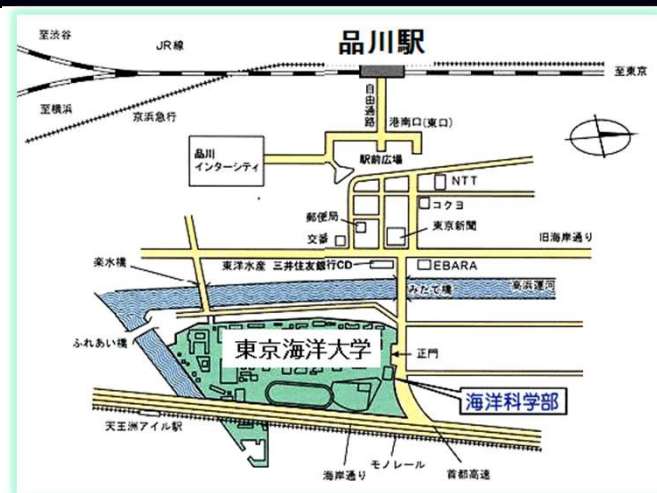 品川駅
至渋谷
JR線
至東京
至横浜
京浜急行
自由通路
港南口(東口)
品川
インターシティ
駅前広場
NTT
コクヨ
郵便局
東京新聞
交番
旧海岸通り
楽水橋
東洋水産
三井住友銀行CD
EBARA
みたて橋
高浜運河
ふれあい橋
東京海洋大学
正門
海洋科学部
天王洲アイル駅
海岸通り
モノレール
首都高速